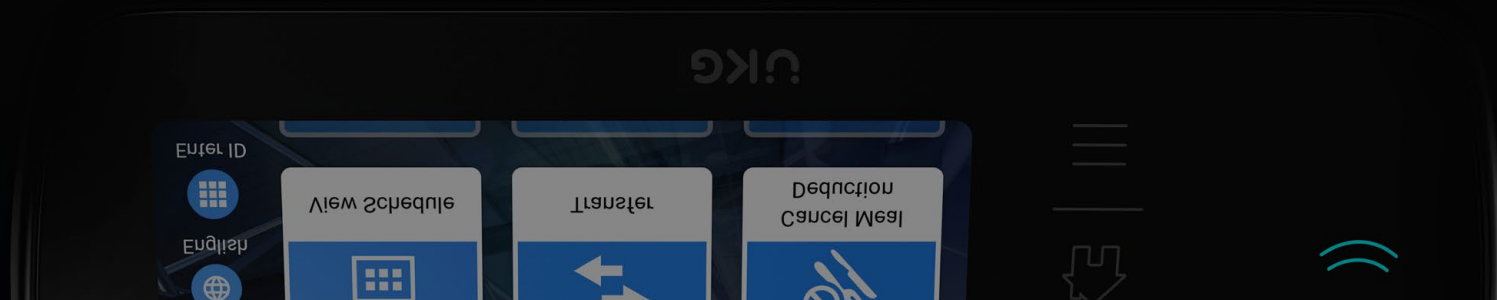 UKG
Enter ID
View Schedule
Transfer
Cancel Meal
Deduction
English